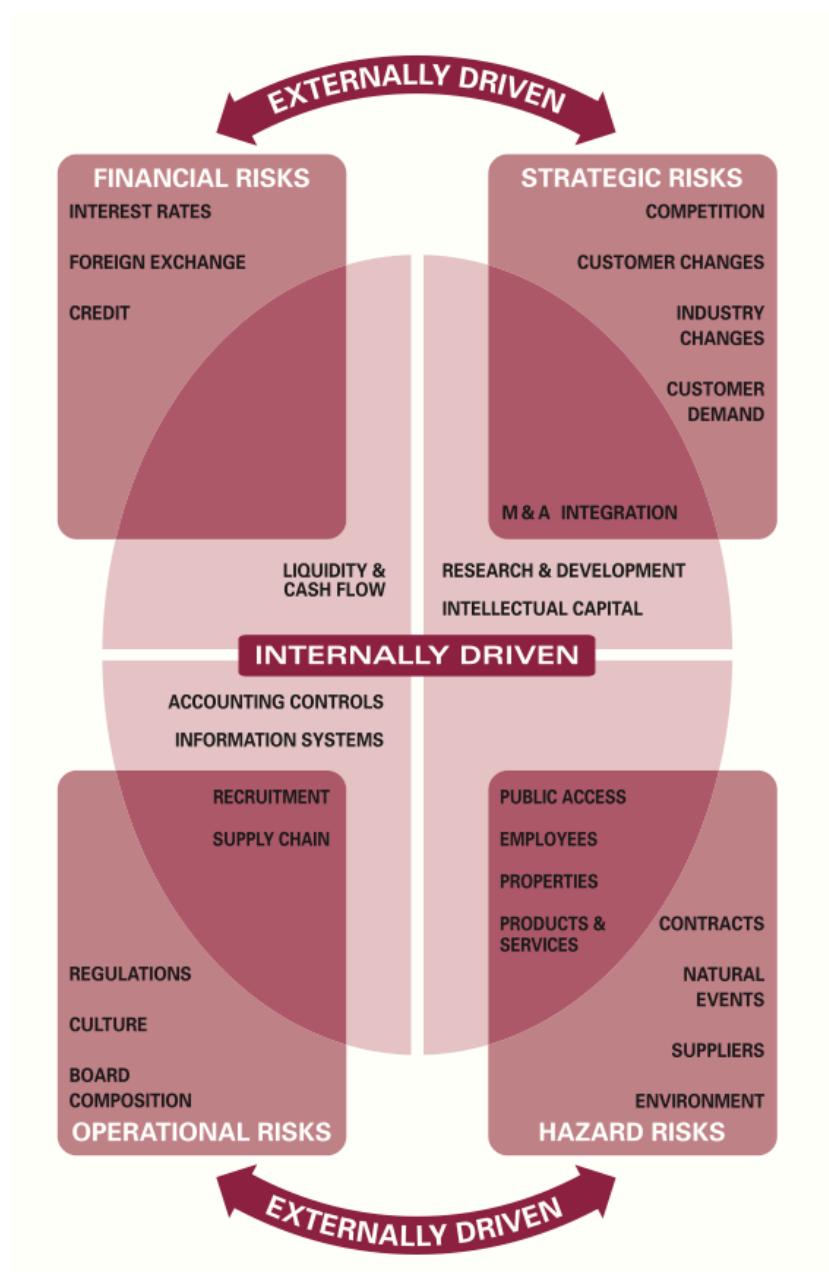 EXTERNALLY DRIVEN
FINANCIAL RISKS
INTEREST RATES
FOREIGN EXCHANGE
CREDIT
STRATEGIC RISKS
COMPETITION
CUSTOMER CHANGES
INDUSTRY
CHANGES
CUSTOMER
DEMAND
M & A INTEGRATION
LIQUIDITY &
CASH FLOW
RESEARCH & DEVELOPMENT
INTELLECTUAL CAPITAL
INTERNALLY DRIVEN
ACCOUNTING CONTROLS
INFORMATION SYSTEMS
RECRUITMENT
SUPPLY CHAIN
REGULATIONS
CULTURE
BOARD
COMPOSITION
OPERATIONAL RISKS
PUBLIC ACCESS
EMPLOYEES
PROPERTIES
PRODUCTS &
SERVICES
CONTRACTS
NATURAL
EVENTS
SUPPLIERS
ENVIRONMENT
HAZARD RISKS
EXTERNALLY DRIVEN